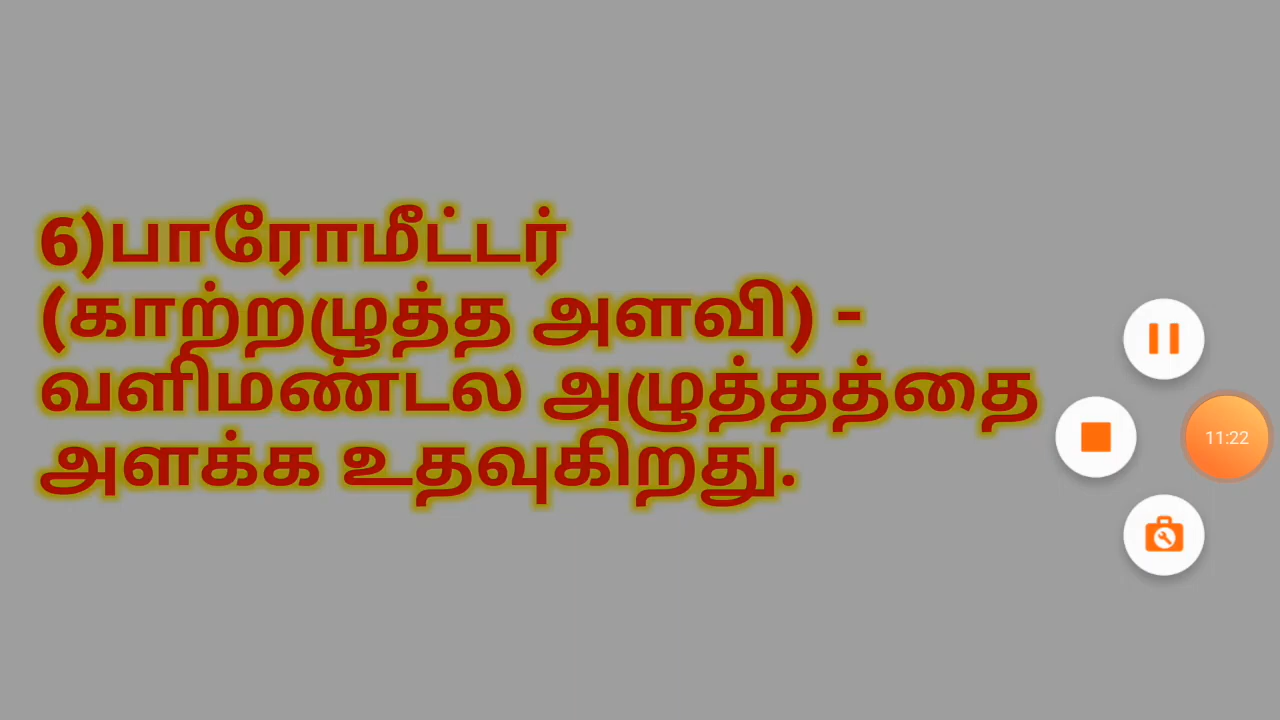 6)பாரோமீட்டர்
(காற்றழுத்த அளவி) -
வளிமண்டல அழுத்தத்தை
அளக்க உதவுகிறது.
11:22